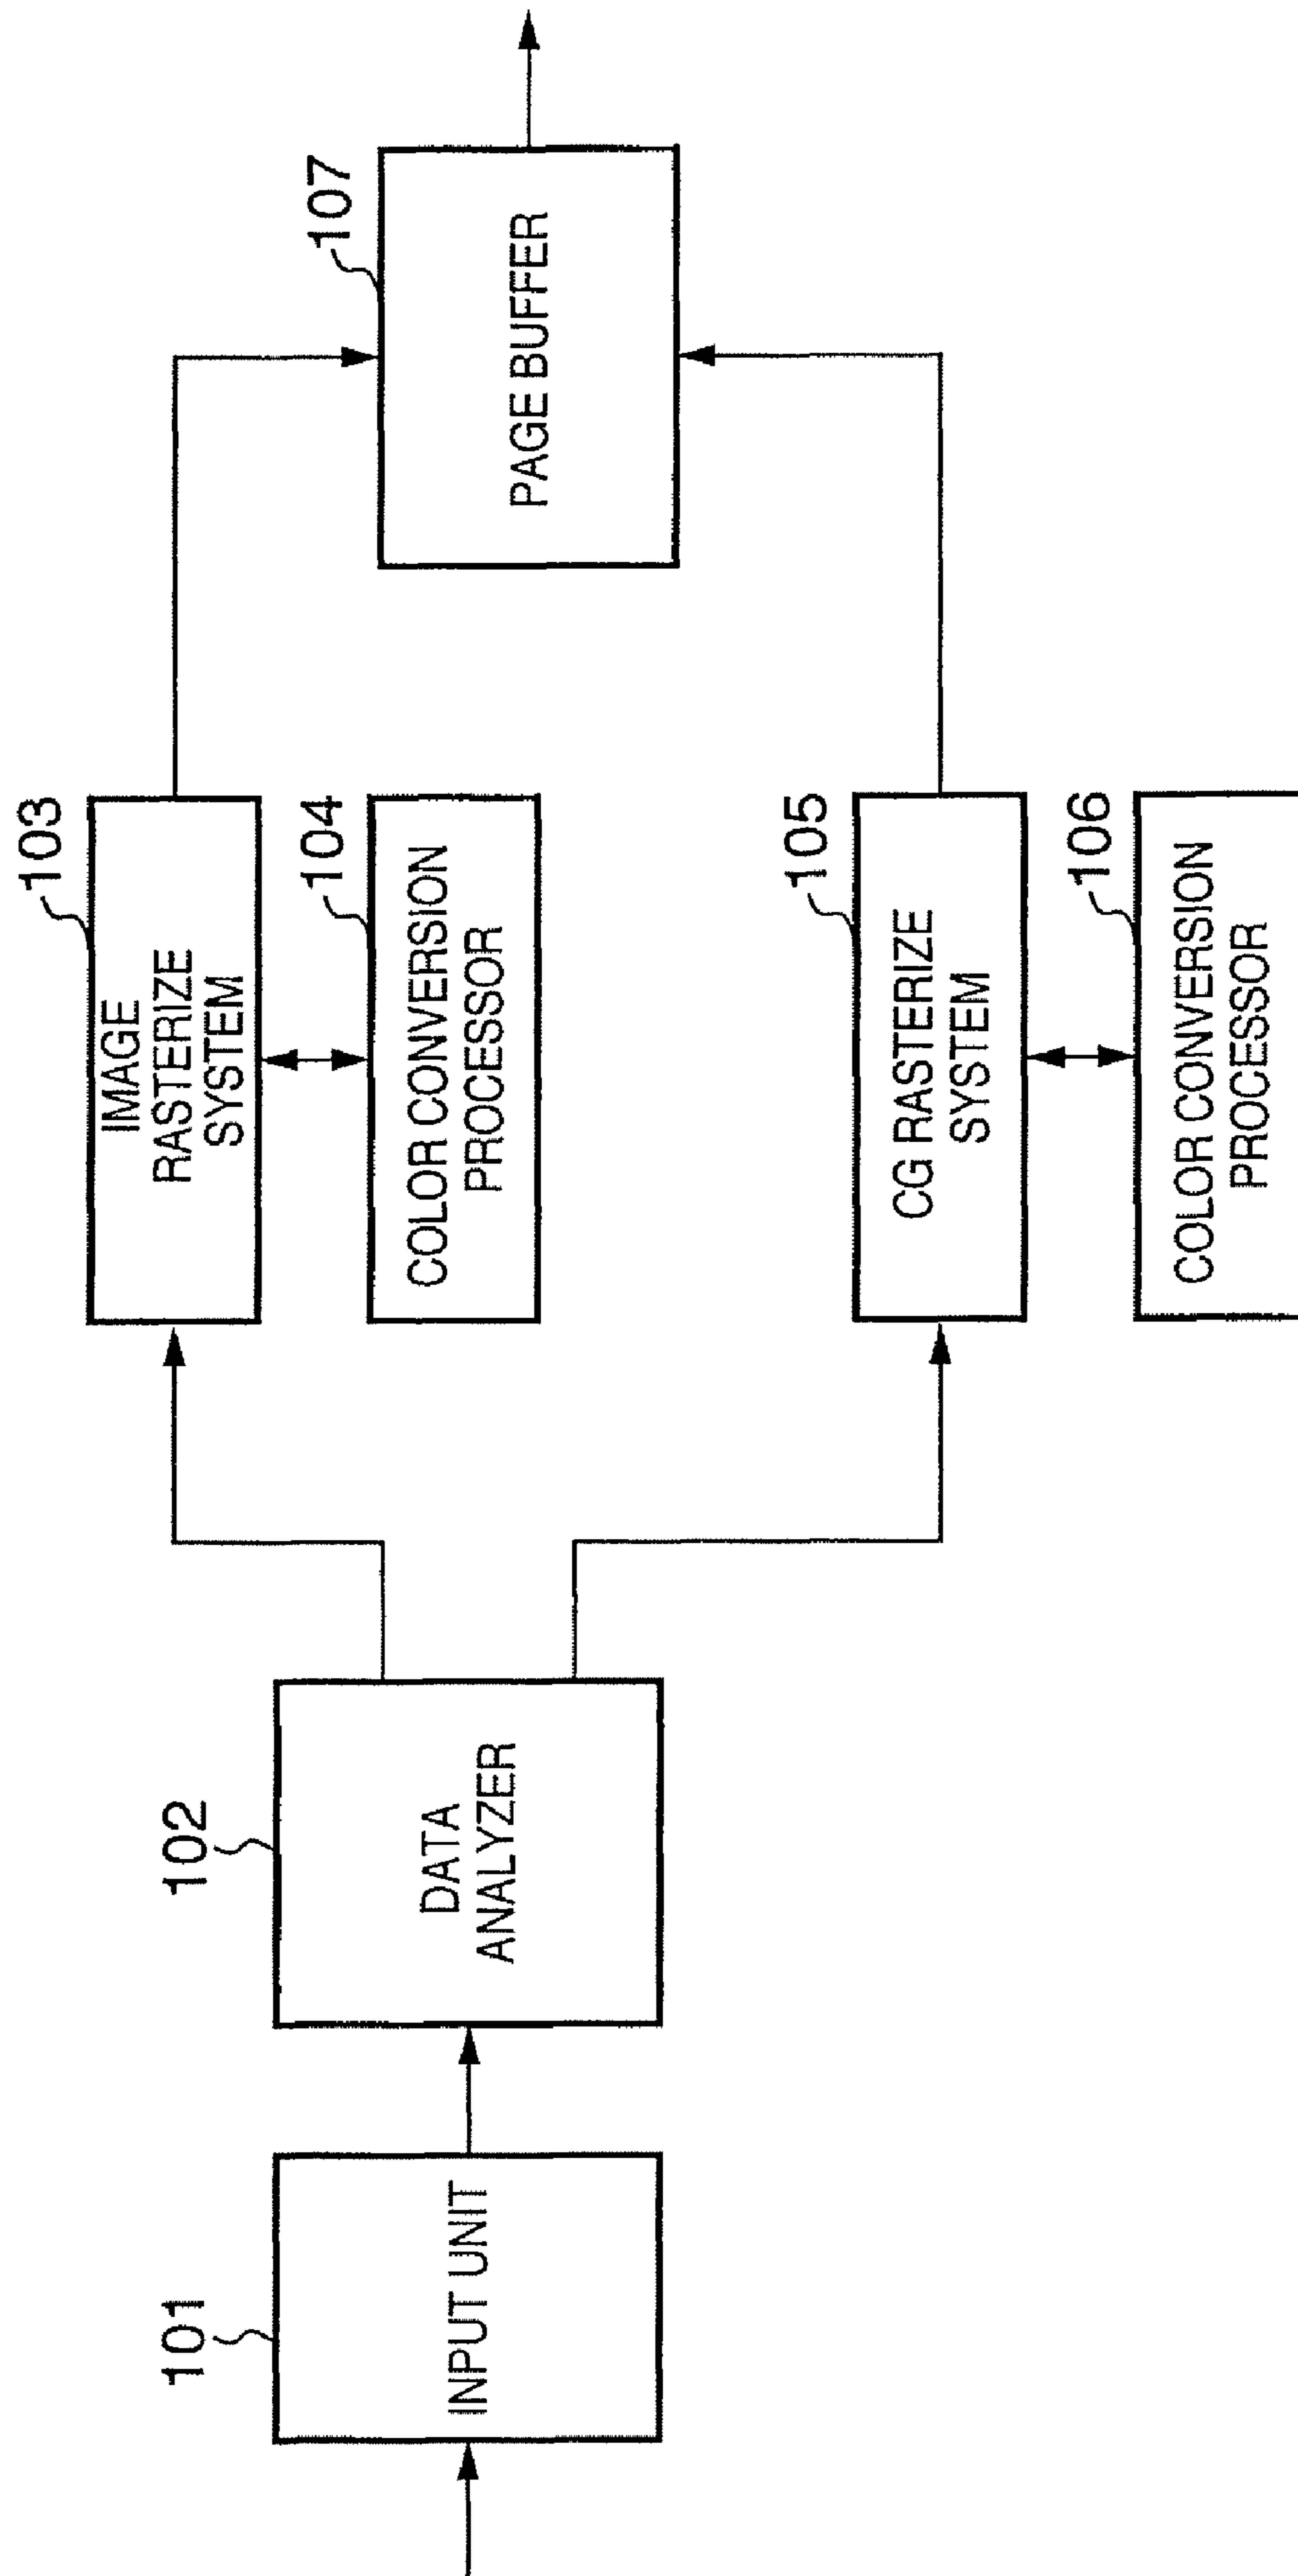 101
INPUT UNIT
102
DATA
ANALYZER
103
IMAGE
RASTERIZE
SYSTEM
104
COLOR CONVERSION
PROCESSOR
105
CG RASTERIZE
SYSTEM
106
COLOR CONVERSION
PROCESSOR
107
PAGE BUFFER